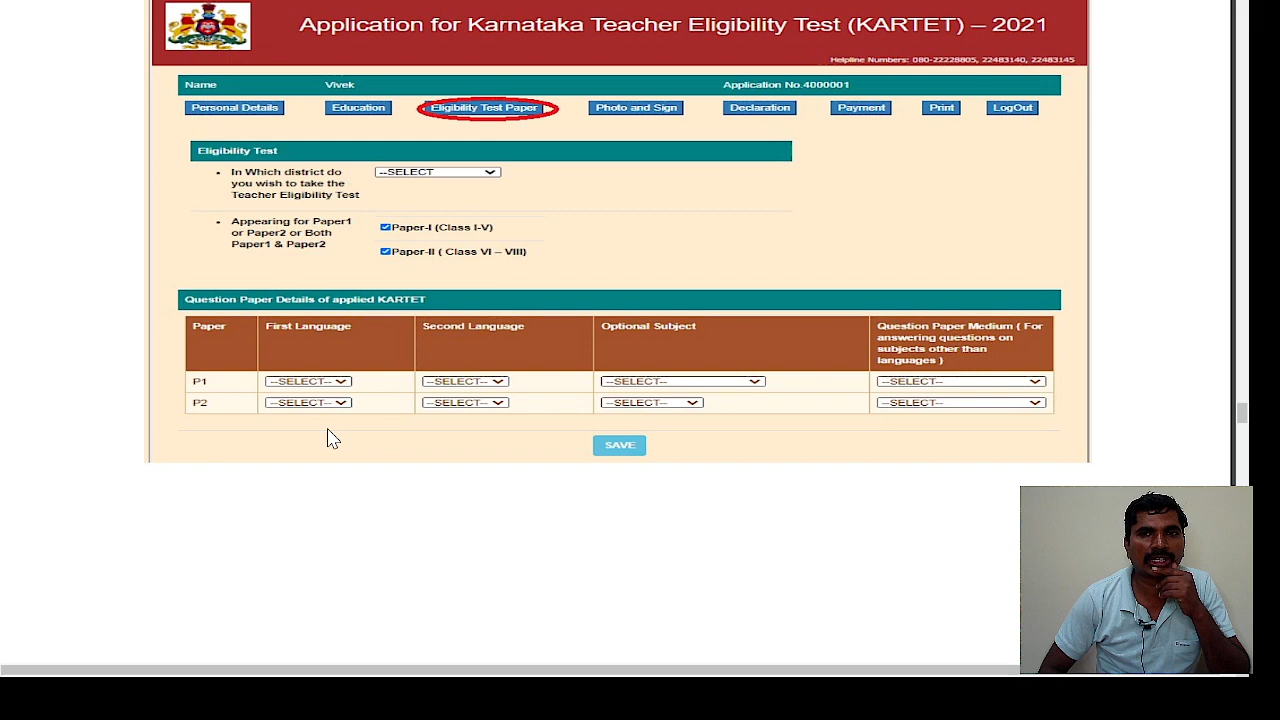 Application for Karnataka Teacher Eligibility Test (KARTET) – 2021
Helpline Numbers: 080-22228805, 22483140, 22483145
Name Vivek Application No.4000001
Personal Details Education Eligibility Test Paper Photo and Sign Declaration Payment Print LogOut
Eligibility Test
In Which district do --SELECT
you wish to take the
Teacher Eligibility Test
Appearing for Paper1
or Paper2 or Both
Paper1 & Paper2
Paper-I (Class I-V)
Paper-II ( Class VI – VIII)
Question Paper Details of applied KARTET
Paper First Language Second Language Optional Subject Question Paper Medium ( For
answering questions on
subjects other than
languages )
P1 --SELECT-- --SELECT-- --SELECT-- --SELECT--
P2 --SELECT-- --SELECT-- --SELECT-- --SELECT--
SAVE